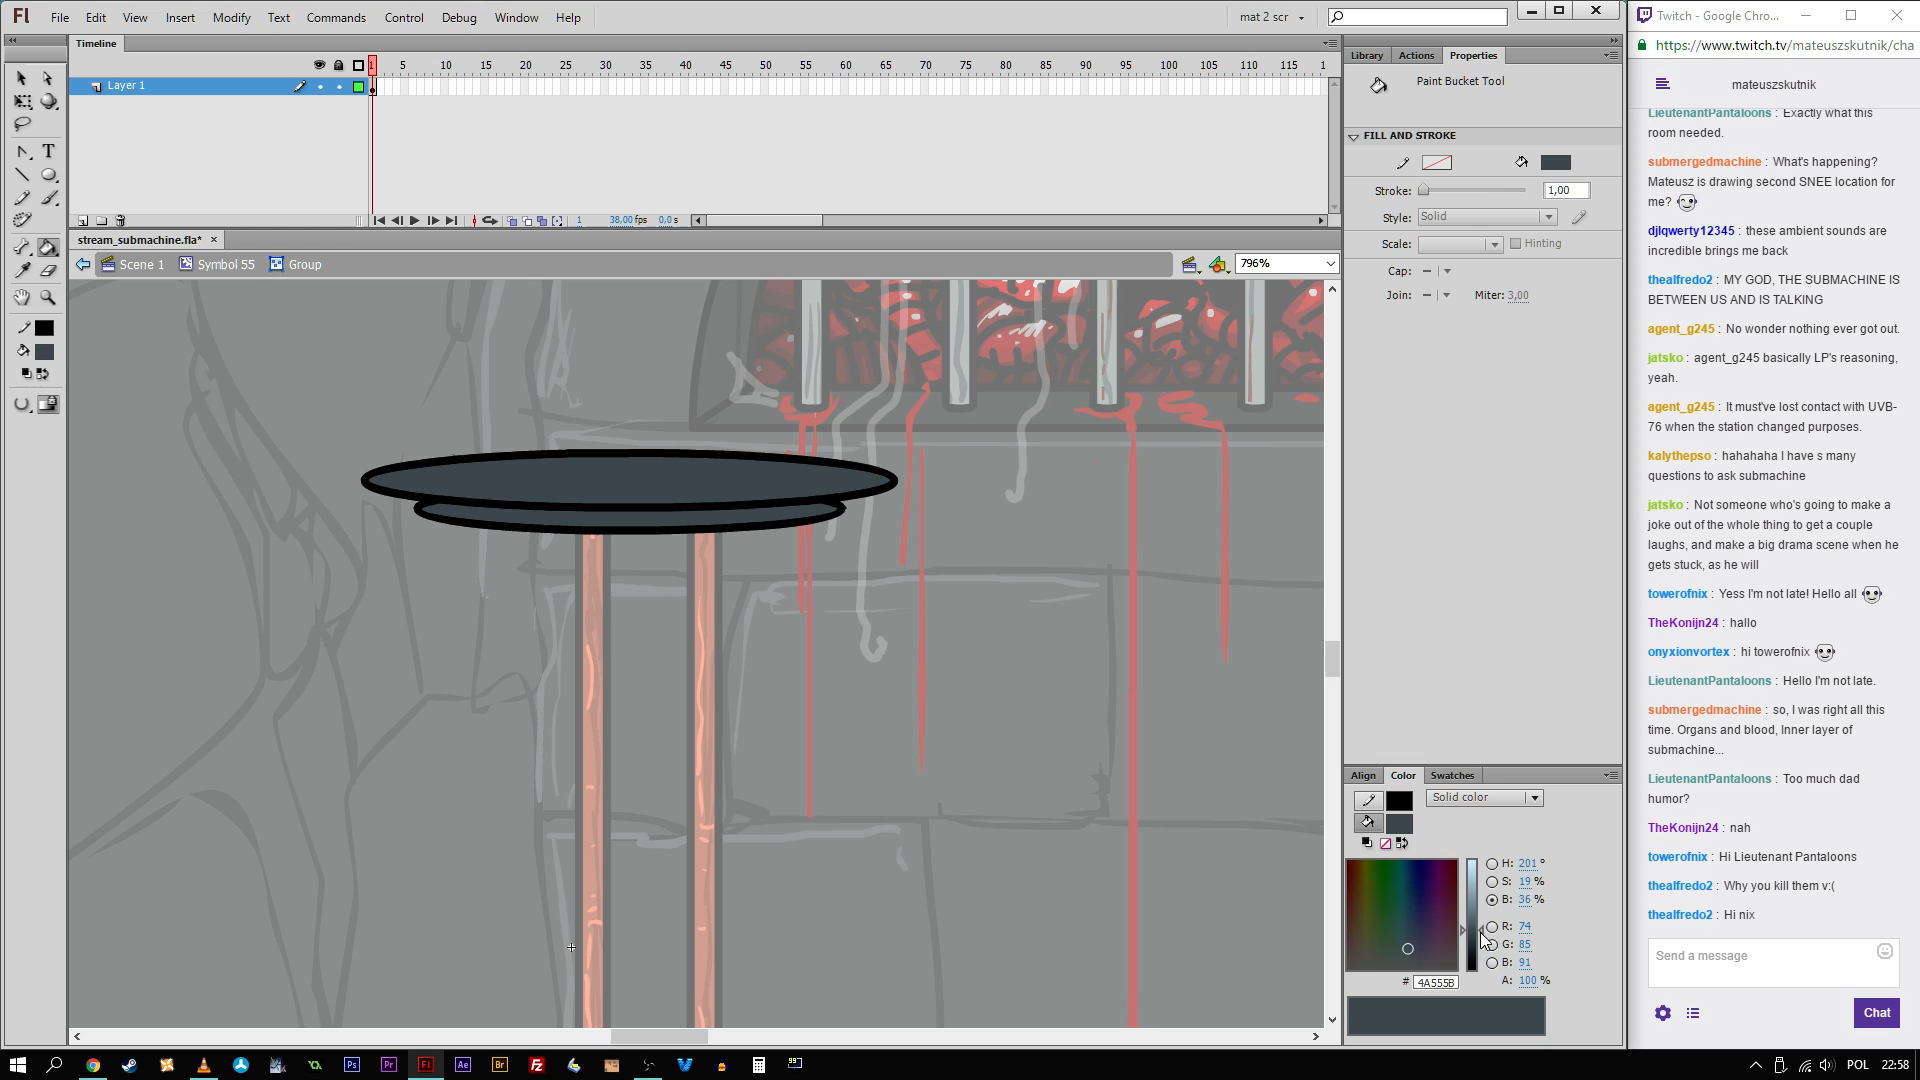 Fl File Edit View Insert Modify Text Commands Control Debug Window Help
mat 2 scr
Timeline
1 5 10 15 20 25 30 35 40 45 50 55 60 65 70 75 80 85 90 95 100 105 110 115 1
Layer 1
1 38,00 fps 0,0 s
stream_submachine.fla*
Scene 1 Symbol 55 Group
796%
T
Library Actions Properties
Paint Bucket Tool
FILL AND STROKE
Stroke: 1,00
Style: Solid
Scale: Hinting
Cap:
Join: Miter: 3,00
Align Color Swatches
Solid color
H: 201 °
S: 19 %
B: 36 %
R: 74
G: 85
B: 91
# 4A555B A: 100 %
Twitch - Google Chro...
https://www.twitch.tv/mateuszskutnik/cha
mateuszskutnik
LieutenantPantaloons : Exactly what this
room needed.
submergedmachine : What's happening?
Mateusz is drawing second SNEE location for
me?
djlqwerty12345 : these ambient sounds are
incredible brings me back
thealfredo2 : MY GOD, THE SUBMACHINE IS
BETWEEN US AND IS TALKING
agent_g245 : No wonder nothing ever got out.
jatsko : agent_g245 basically LP's reasoning,
yeah.
agent_g245 : It must've lost contact with UVB-
76 when the station changed purposes.
kalythepso : hahahaha I have s many
questions to ask submachine
jatsko : Not someone who's going to make a
joke out of the whole thing to get a couple
laughs, and make a big drama scene when he
gets stuck, as he will
towerofnix : Yess I'm not late! Hello all
TheKonijn24 : hallo
onyxionvortex : hi towerofnix
LieutenantPantaloons : Hello I'm not late.
submergedmachine : so, I was right all this
time. Organs and blood, Inner layer of
submachine...
LieutenantPantaloons : Too much dad
humor?
TheKonijn24 : nah
towerofnix : Hi Lieutenant Pantaloons
thealfredo2 : Why you kill them v:(
thealfredo2 : Hi nix
Send a message
Chat
Ps Pr Fl Ae Br Fz
POL 22:58